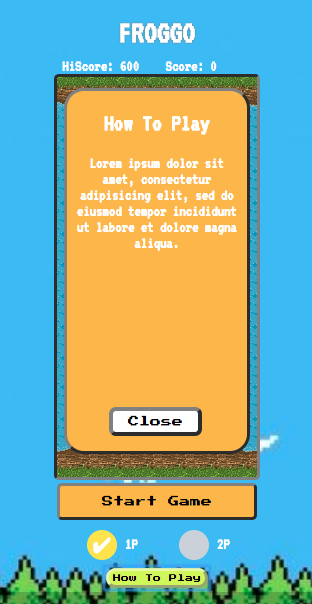 FROGGO
HiScore: 600 Score: 0
How To Play
Lorem ipsum dolor sit
amet, consectetur
adipisicing elit, sed do
eiusmod tempor incididunt
ut labore et dolore magna
aliqua.
Close
Start Game
1P 2P
How To Play